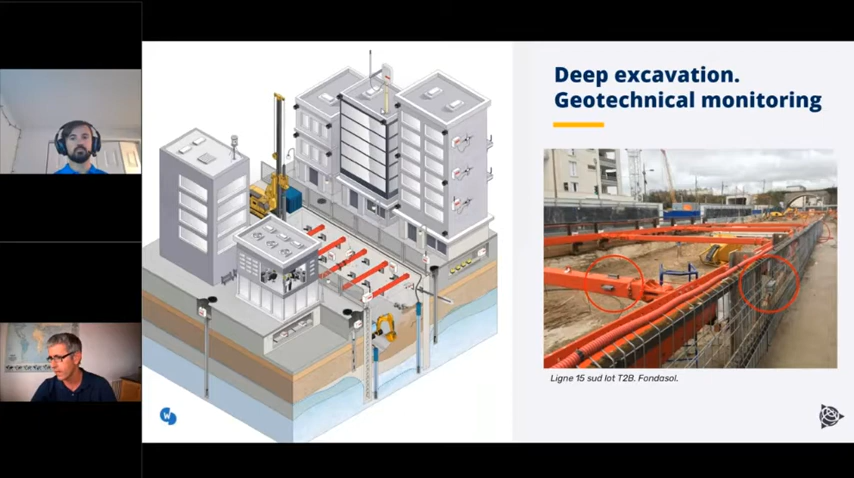 Deep excavation.
Geotechnical monitoring
Ligne 15 sud lot T2B. Fondasol.
W